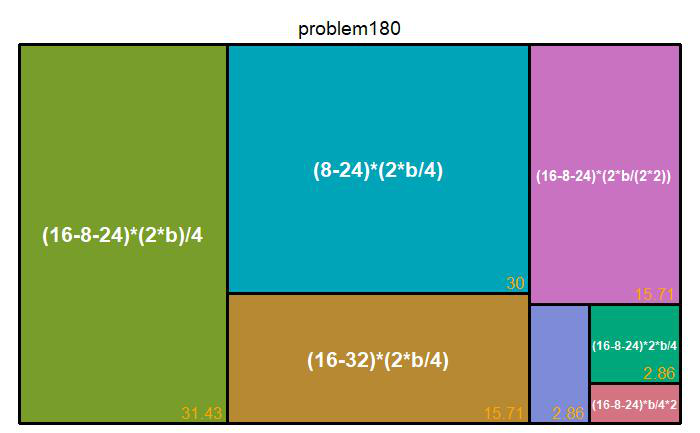 problem180
(16-8-24)*(2*b)/4
31.43
(8-24)*(2*b/4)
30
(16-32)*(2*b/4)
15.71
(16-8-24)*(2*b/(2*2))
15.71
2.86
(16-8-24)*2*b/4
2.86
(16-8-24)*b/4*2